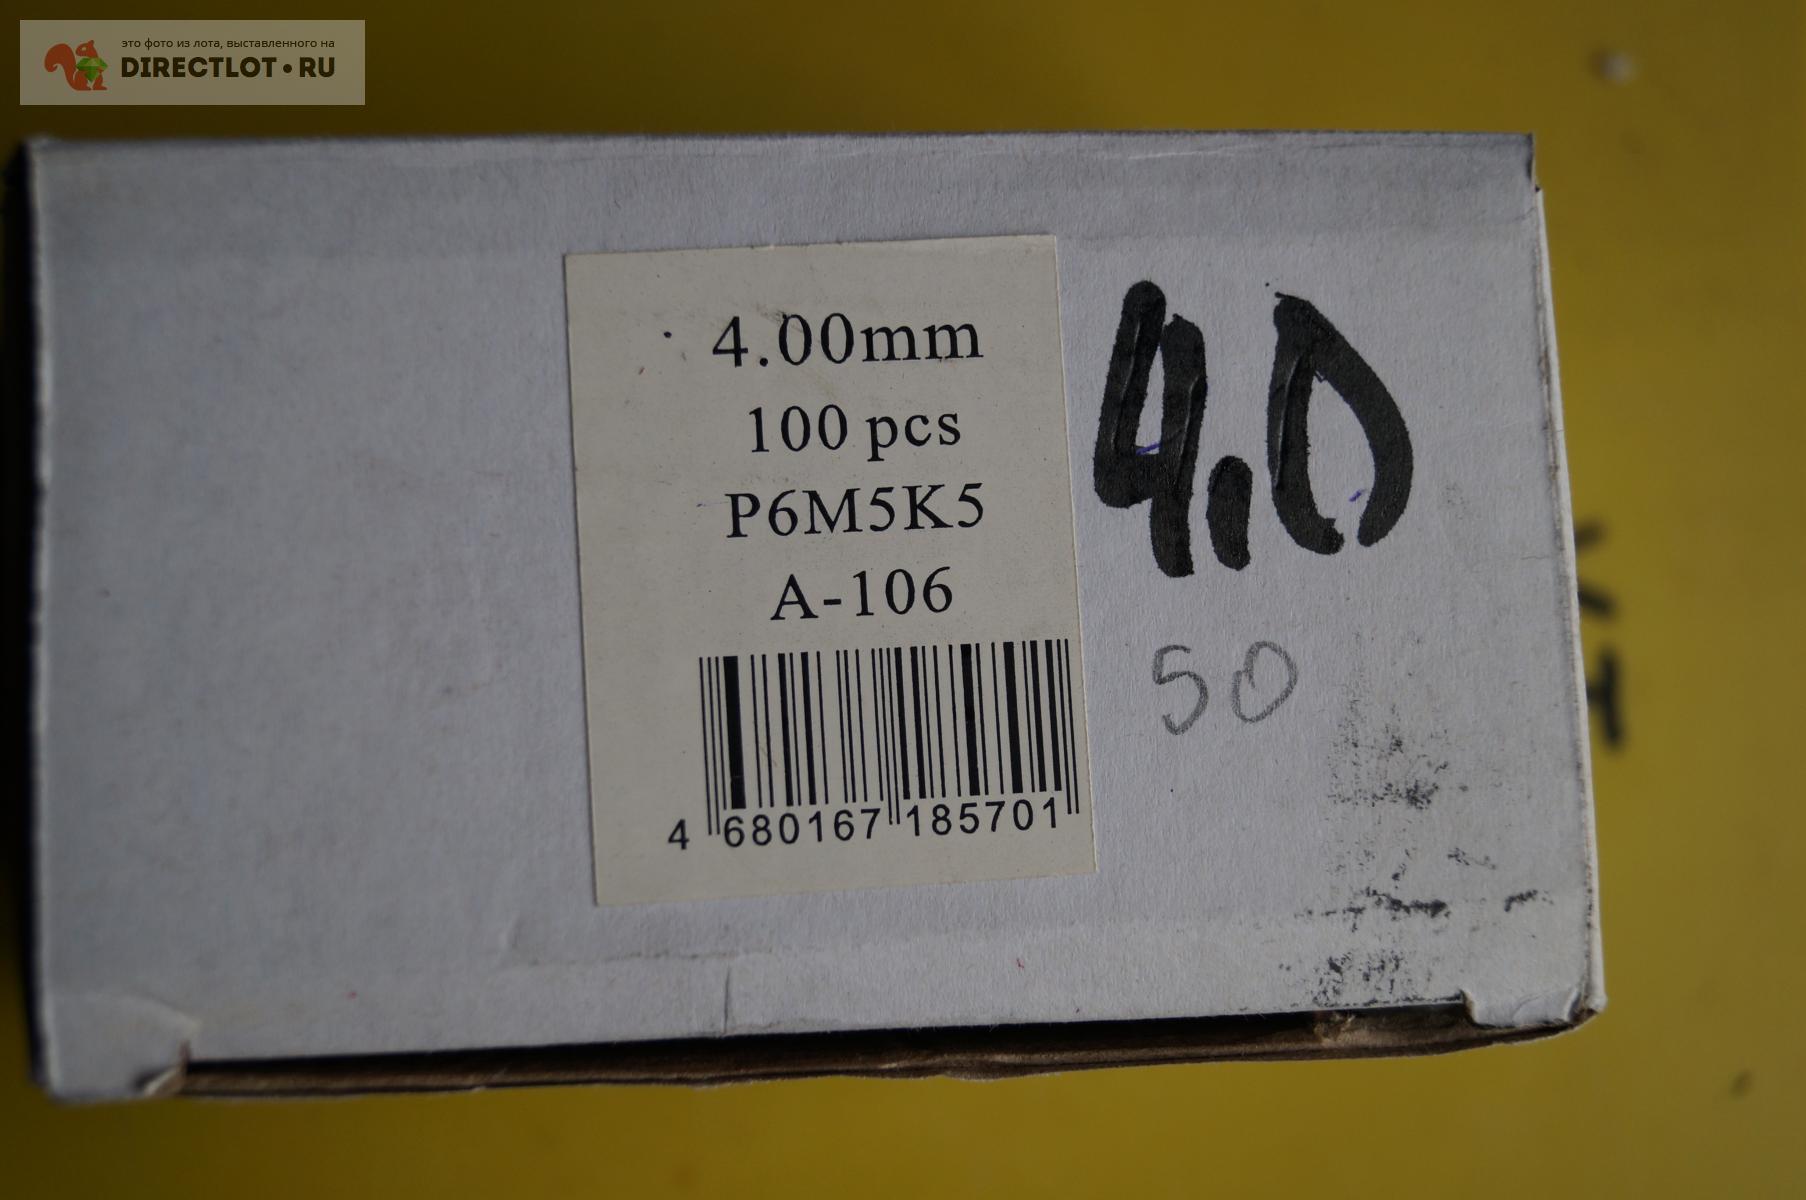 это фото из лота, выставленного на
DIRECTLOT•RU
4.00mm
100 pcs
P6M5K5
A-106
4 680167 185701
4.0
50